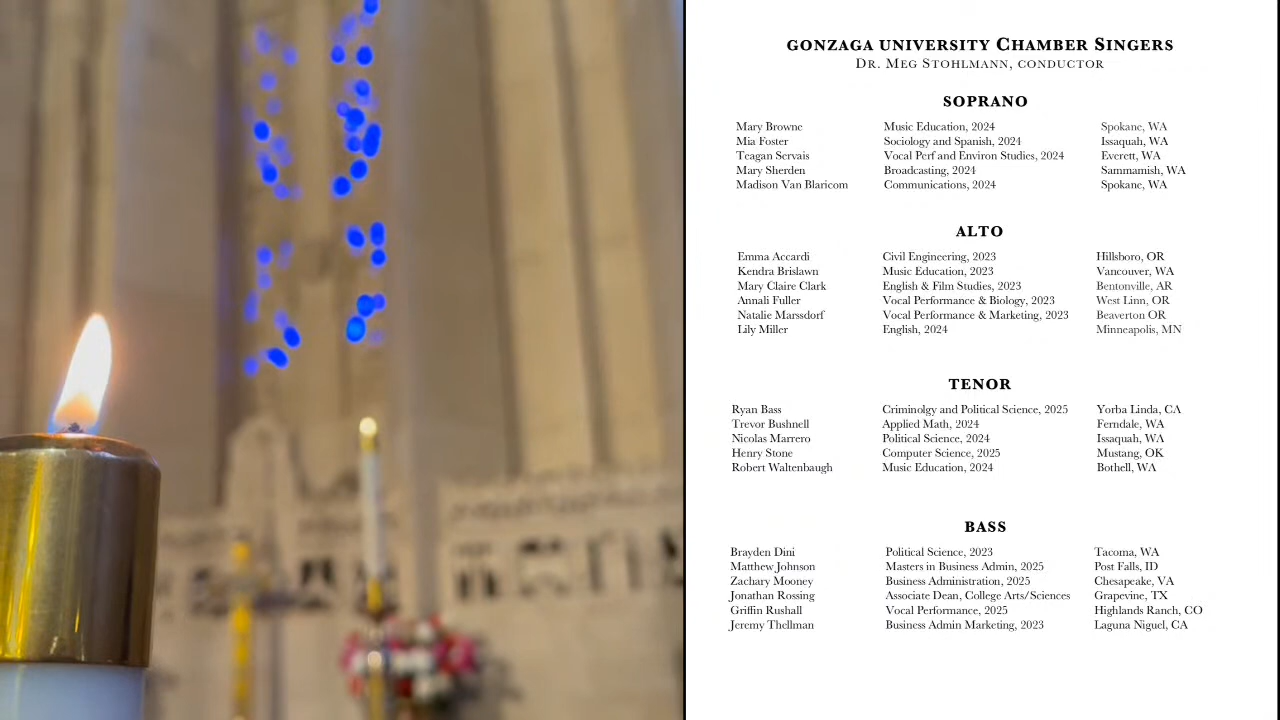 GONZAGA UNIVERSITY CHAMBER SINGERS
DR. MEG STOHLMANN, CONDUCTOR
SOPRANO
Mary Browne Music Education, 2024 Spokane, WA
Mia Foster Sociology and Spanish, 2024 Issaquah, WA
Teagan Servais Vocal Perf and Environ Studies, 2024 Everett, WA
Mary Sherden Broadcasting, 2024 Sammamish, WA
Madison Van Blaricom Communications, 2024 Spokane, WA
ALTO
Emma Accardi Civil Engineering, 2023 Hillsboro, OR
Kendra Brislawn Music Education, 2023 Vancouver, WA
Mary Claire Clark English & Film Studies, 2023 Bentonville, AR
Annali Fuller Vocal Performance & Biology, 2023 West Linn, OR
Natalie Marssdorf Vocal Performance & Marketing, 2023 Beaverton OR
Lily Miller English, 2024 Minneapolis, MN
TENOR
Ryan Bass Criminolgy and Political Science, 2025 Yorba Linda, CA
Trevor Bushnell Applied Math, 2024 Ferndale, WA
Nicolas Marrero Political Science, 2024 Issaquah, WA
Henry Stone Computer Science, 2025 Mustang, OK
Robert Waltenbaugh Music Education, 2024 Bothell, WA
BASS
Brayden Dini Political Science, 2023 Tacoma, WA
Matthew Johnson Masters in Business Admin, 2025 Post Falls, ID
Zachary Mooney Business Administration, 2025 Chesapeake, VA
Jonathan Rossing Associate Dean, College Arts/Sciences Grapevine, TX
Griffin Rushall Vocal Performance, 2025 Highlands Ranch, CO
Jeremy Thellman Business Admin Marketing, 2023 Laguna Niguel, CA